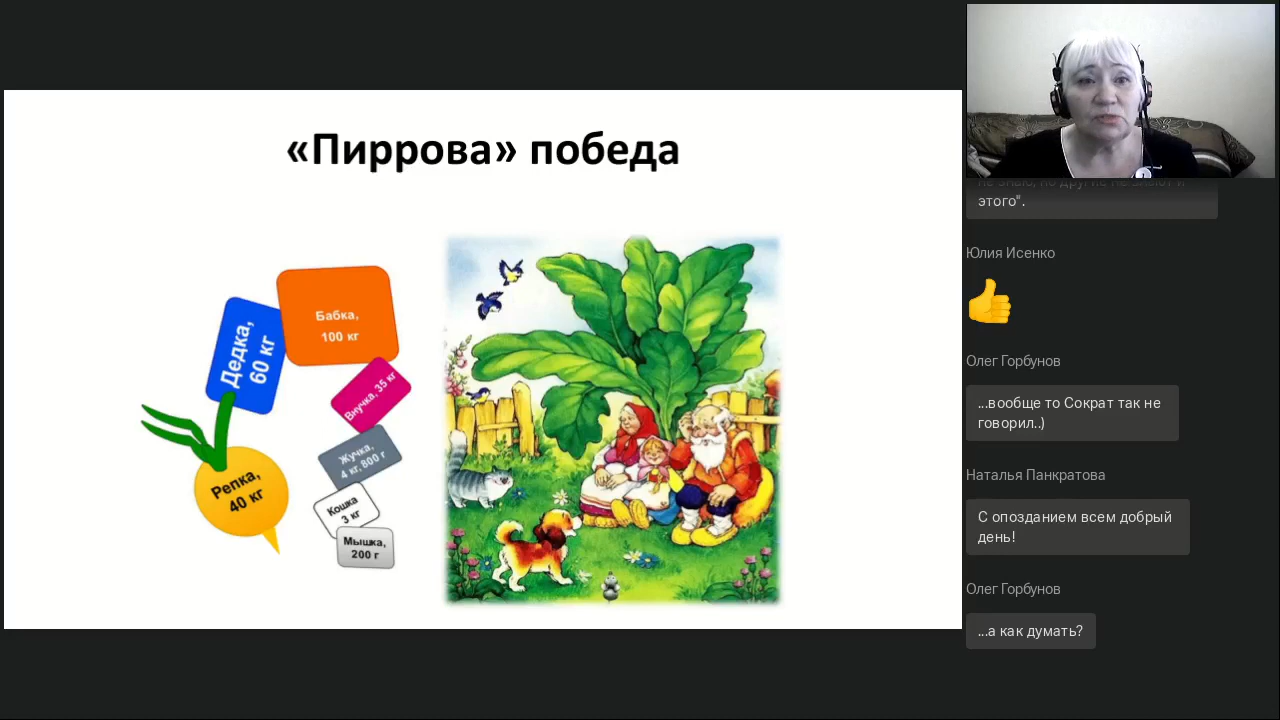 «Пиррова» победа
Бабка,
100 кг
Дедка,
60 кг
Внучка, 35 кг
Жучка,
4 кг, 800 г
Кошка
3 кг
Мышка,
200 г
Репка,
40 кг
этого".
Юлия Исенко
Олег Горбунов
...вообще то Сократ так не
говорил..)
Наталья Панкратова
С опозданием всем добрый
день!
Олег Горбунов
...а как думать?